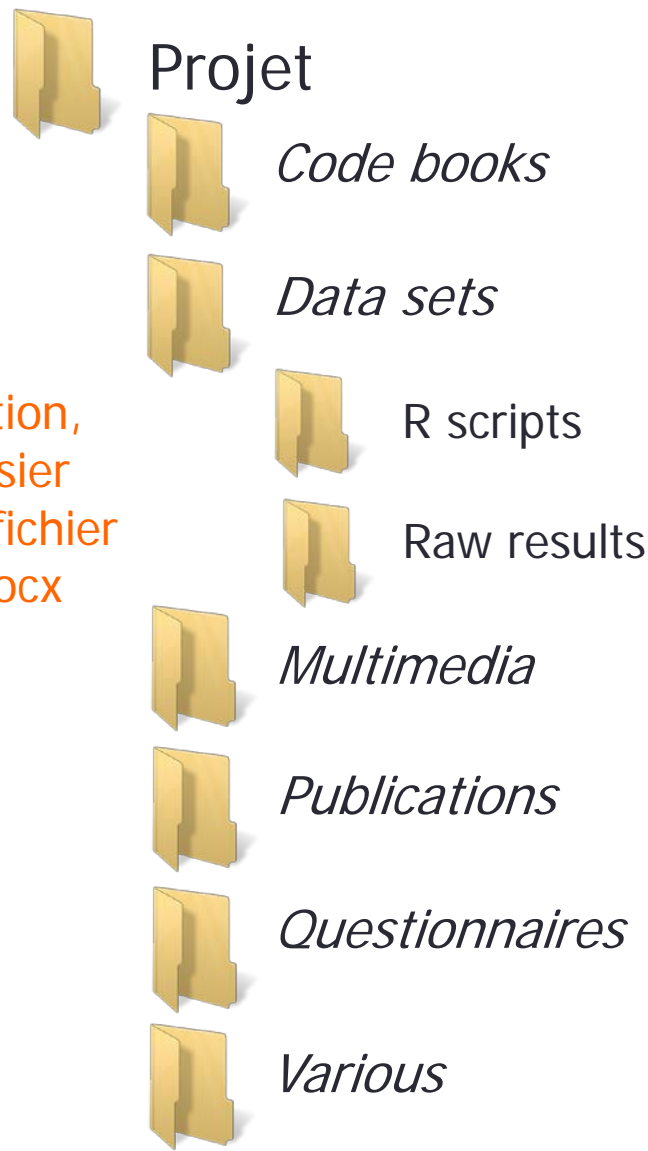 Projet
Code books
Data sets
R scripts
Raw results
Multimedia
Publications
Questionnaires
Various
tion,
sier
fichier
ocx